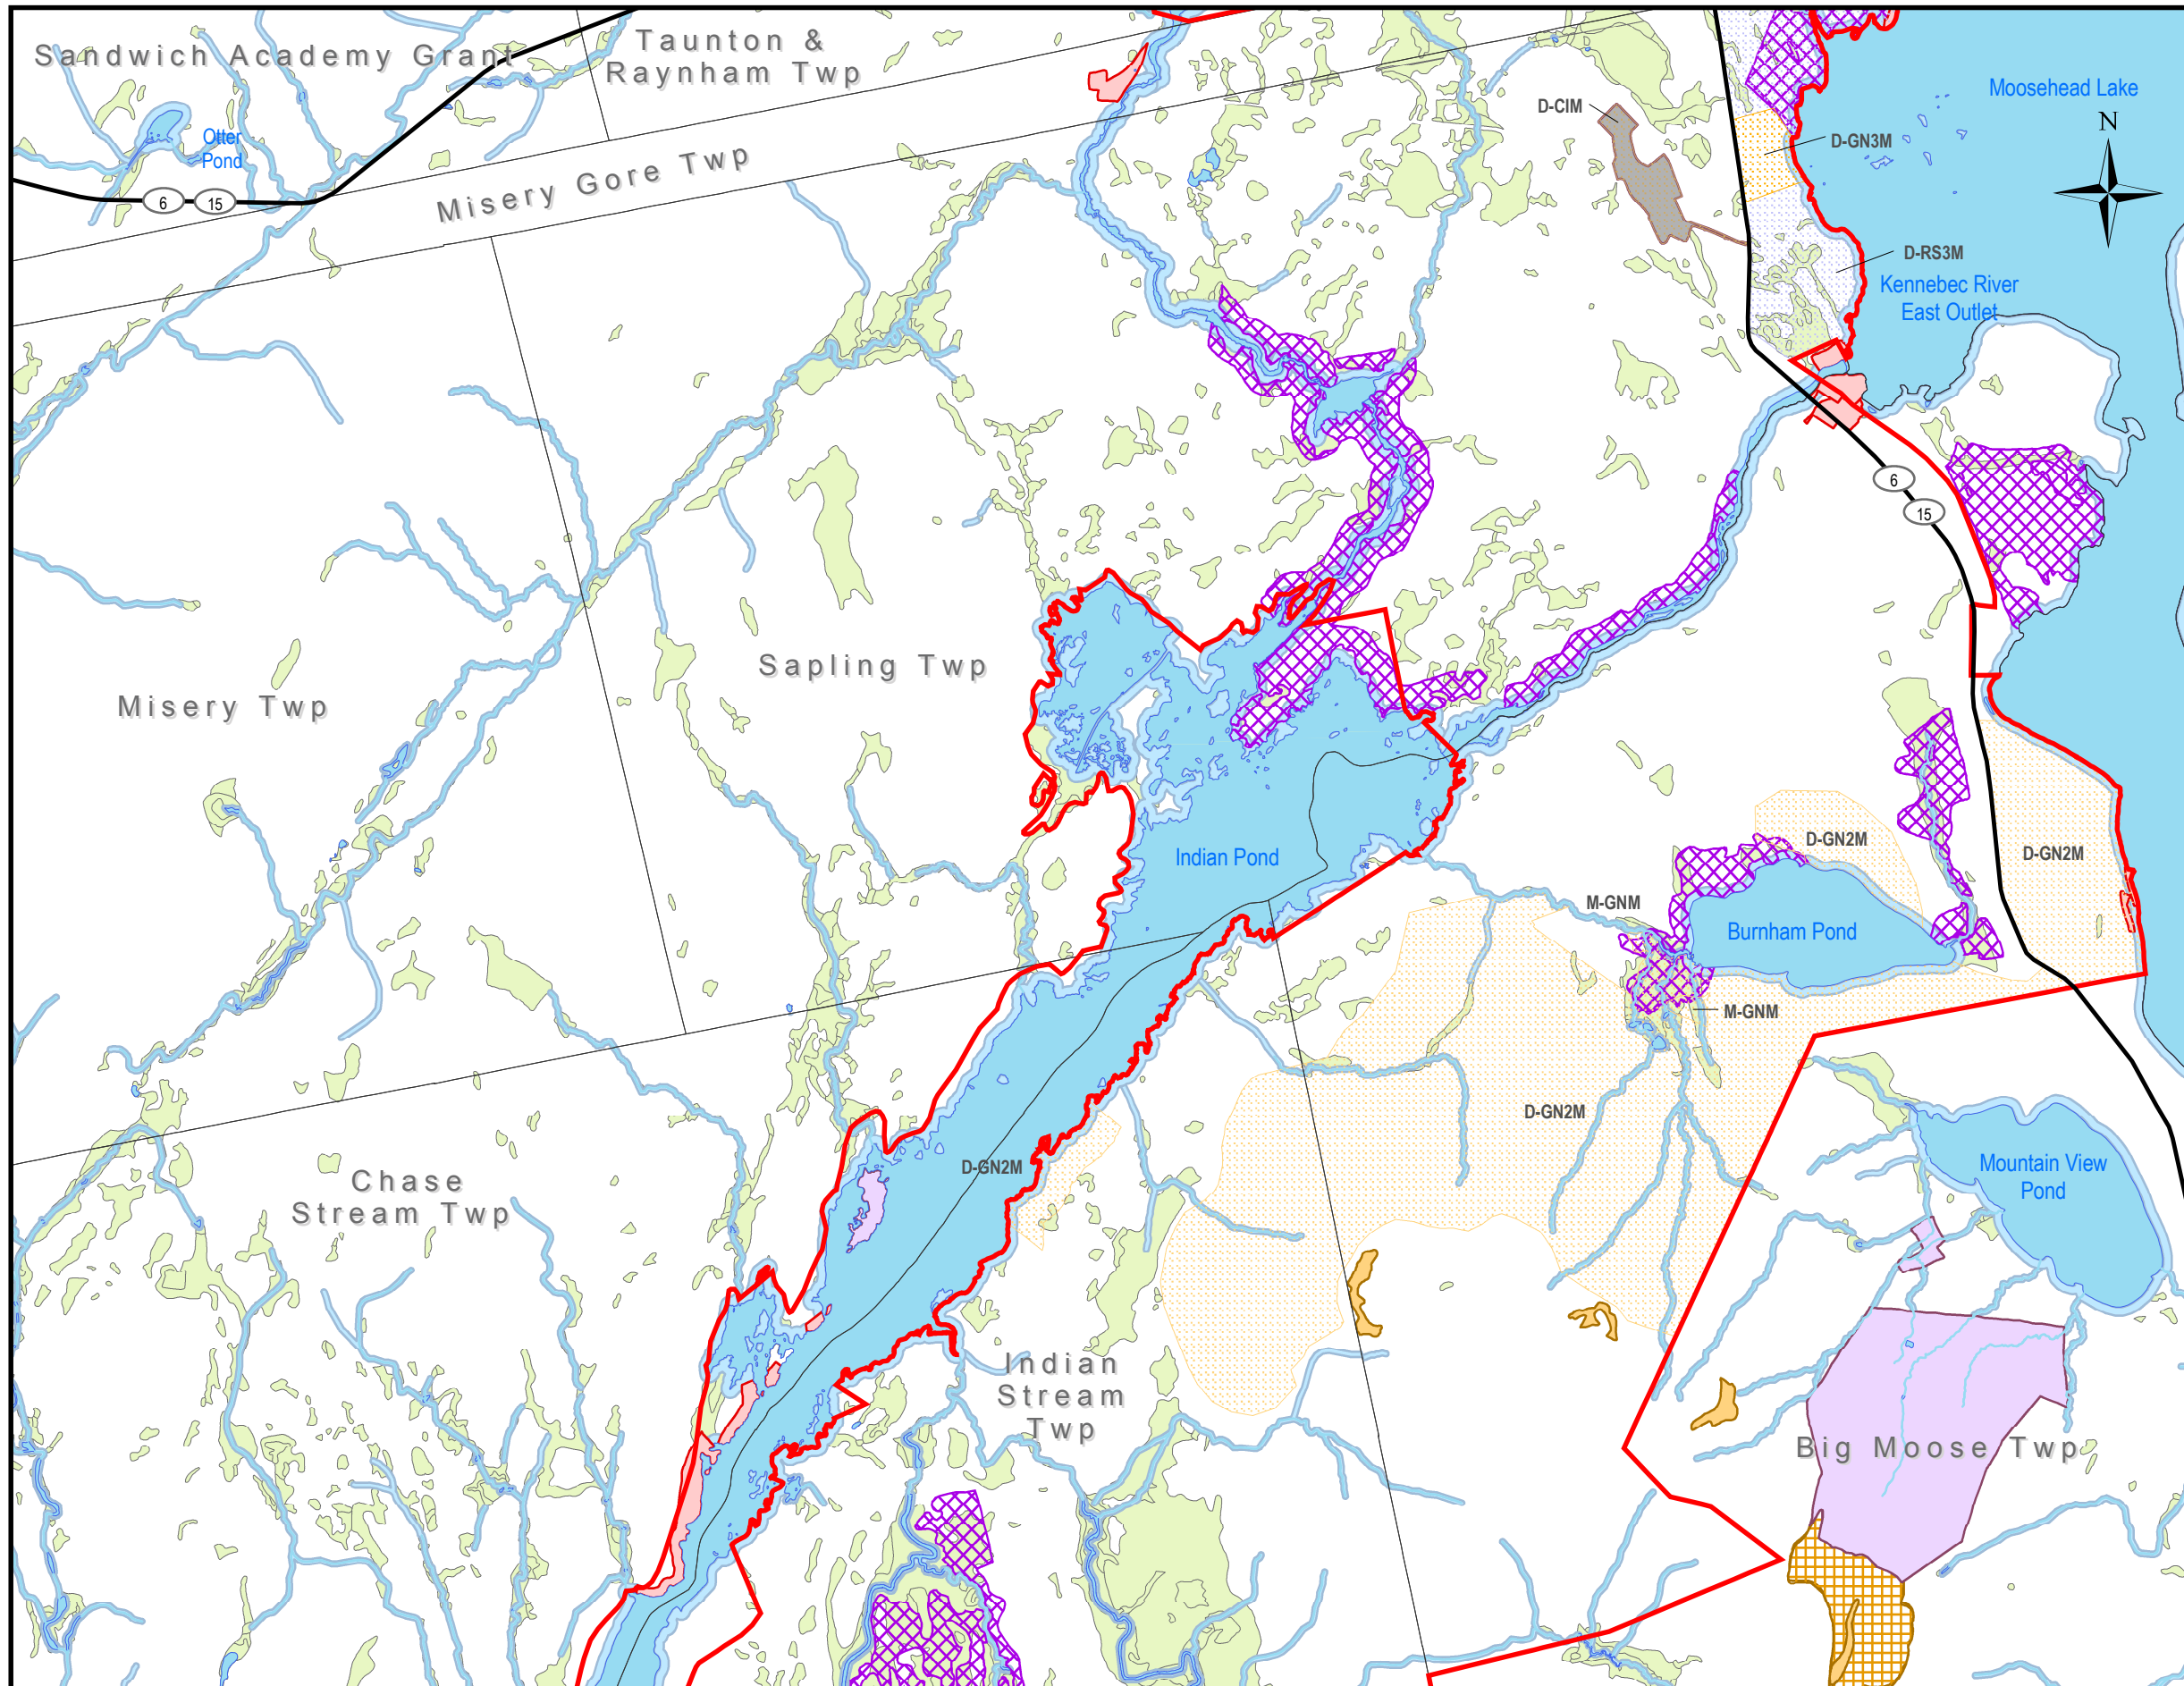 Sandwich Academy Grant
Taunton &
Raynham Twp
Moosehead Lake
N
D-CIM
D-GN3M
Otter
Pond
Misery Gore Twp
6
15
D-RS3M
Kennebec River
East Outlet
6
15
Sapling Twp
Misery Twp
Indian Pond
D-GN2M
D-GN2M
M-GNM
Burnham Pond
M-GNM
D-GN2M
D-GN2M
Mountain View
Pond
Chase
Stream Twp
Indian
Stream
Twp
Big Moose Twp